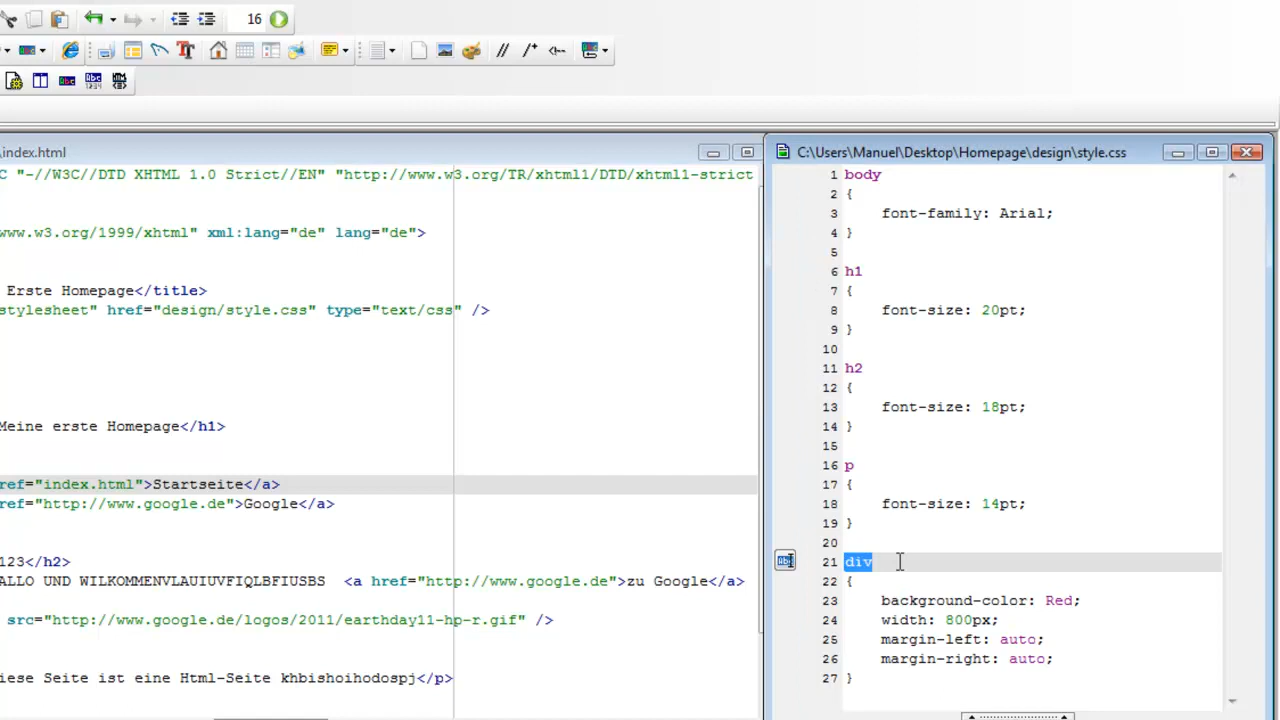 16
\index.html
C "-//W3C//DTD XHTML 1.0 Strict//EN" "http://www.w3.org/TR/xhtml1/DTD/xhtml1-strict
www.w3.org/1999/xhtml" xml:lang="de" lang="de">
Erste Homepage</title>
stylesheet" href="design/style.css" type="text/css" />
Meine erste Homepage</h1>
ref="index.html">Startseite</a>
ref="http://www.google.de">Google</a>
123</h2>
ALLO UND WILKOMMENVLAUIUVFIQLBFIUSBS <a href="http://www.google.de">zu Google</a>
src="http://www.google.de/logos/2011/earthday11-hp-r.gif" />
iese Seite ist eine Html-Seite khbishoihodospj</p>
C:\Users\Manuel\Desktop\Homepage\design\style.css
1 body
2 {
3 font-family: Arial;
4 }
5
6 h1
7 {
8 font-size: 20pt;
9 }
10
11 h2
12 {
13 font-size: 18pt;
14 }
15
16 p
17 {
18 font-size: 14pt;
19 }
20
21 div
22 {
23 background-color: Red;
24 width: 800px;
25 margin-left: auto;
26 margin-right: auto;
27 }